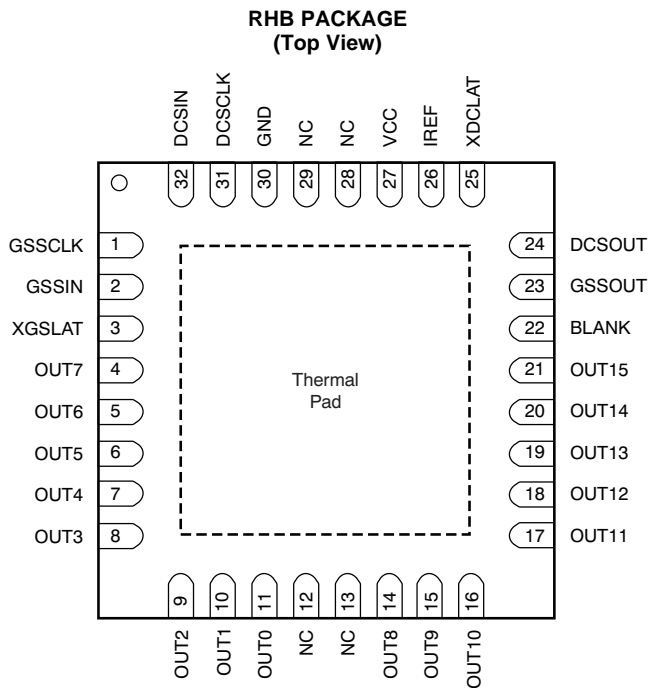 RHB PACKAGE
(Top View)
DCSIN
DCSCLK
GND
NC
NC
VCC
IREF
XDCLAT
32
31
30
29
28
27
26
25
GSSCLK 1
GSSIN 2
XGSLAT 3
OUT7 4
OUT6 5
OUT5 6
OUT4 7
OUT3 8
Thermal
Pad
24 DCSOUT
23 GSSOUT
22 BLANK
21 OUT15
20 OUT14
19 OUT13
18 OUT12
17 OUT11
9
10
11
12
13
14
15
16
OUT2
OUT1
OUT0
NC
NC
OUT8
OUT9
OUT10